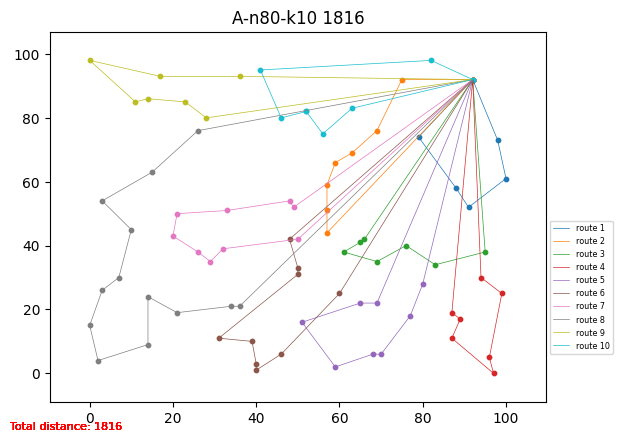 A-n80-k10 1816
100
80
60
40
20
0
0 20 40 60 80 100
route 1
route 2
route 3
route 4
route 5
route 6
route 7
route 8
route 9
route 10
Total distance: 1816